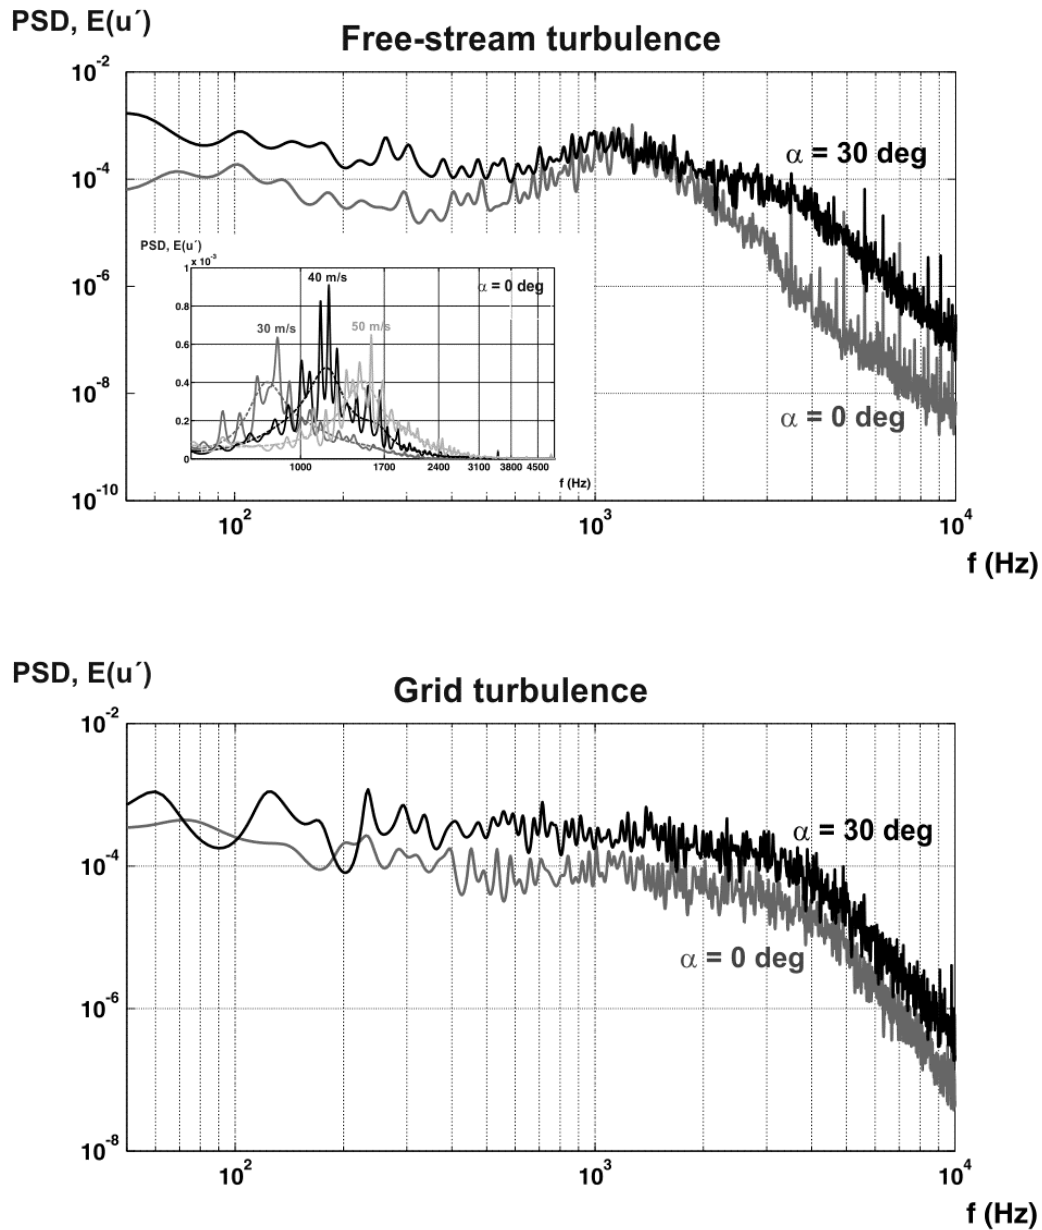 PSD, E(u´)
Free-stream turbulence
10-2
α = 30 deg
10-4
PSD, E(u´)
1 x 10-3
40 m/s
α = 0 deg
0.8
30 m/s
50 m/s
0.6
10-6
0.4
0.2
0
1000 1700 2400 3100 3800 4500
f (Hz)
10-8
α = 0 deg
10-10
102 103 104
f (Hz)
PSD, E(u´)
Grid turbulence
10-2
α = 30 deg
10-4
α = 0 deg
10-6
10-8
102 103 104
f (Hz)